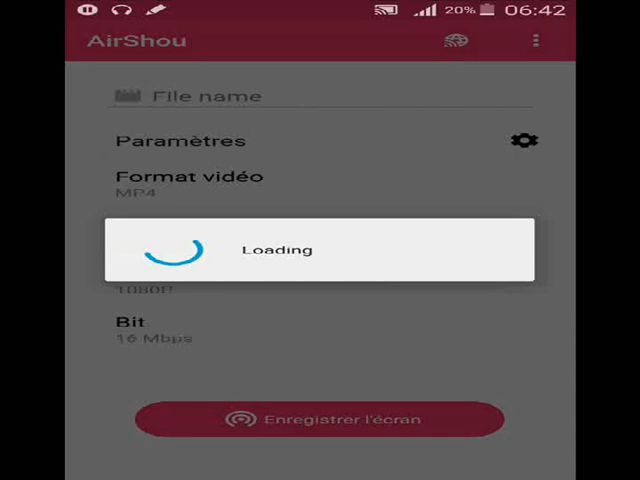 20% 06:42
AirShou
File name
Paramètres
Format vidéo
MP4
Loading
1080P
Bit
16 Mbps
Enregistrer l'écran